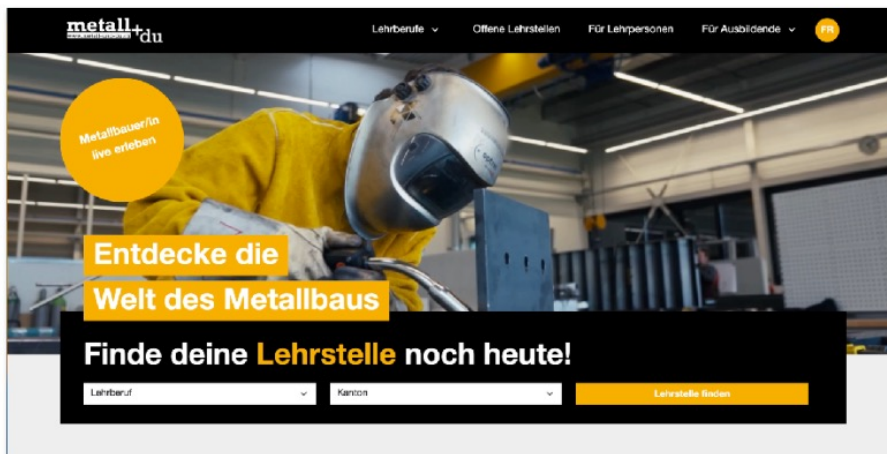 metall+du
Lehrberufe
Offene Lehrstellen
Für Lehrpersonen
Für Ausbildende
FR
Metallbauer/in
live erleben
Entdecke die
Welt des Metallbaus
Finde deine Lehrstelle noch heute!
Lehrberuf
Kanton
Lehrstelle finden